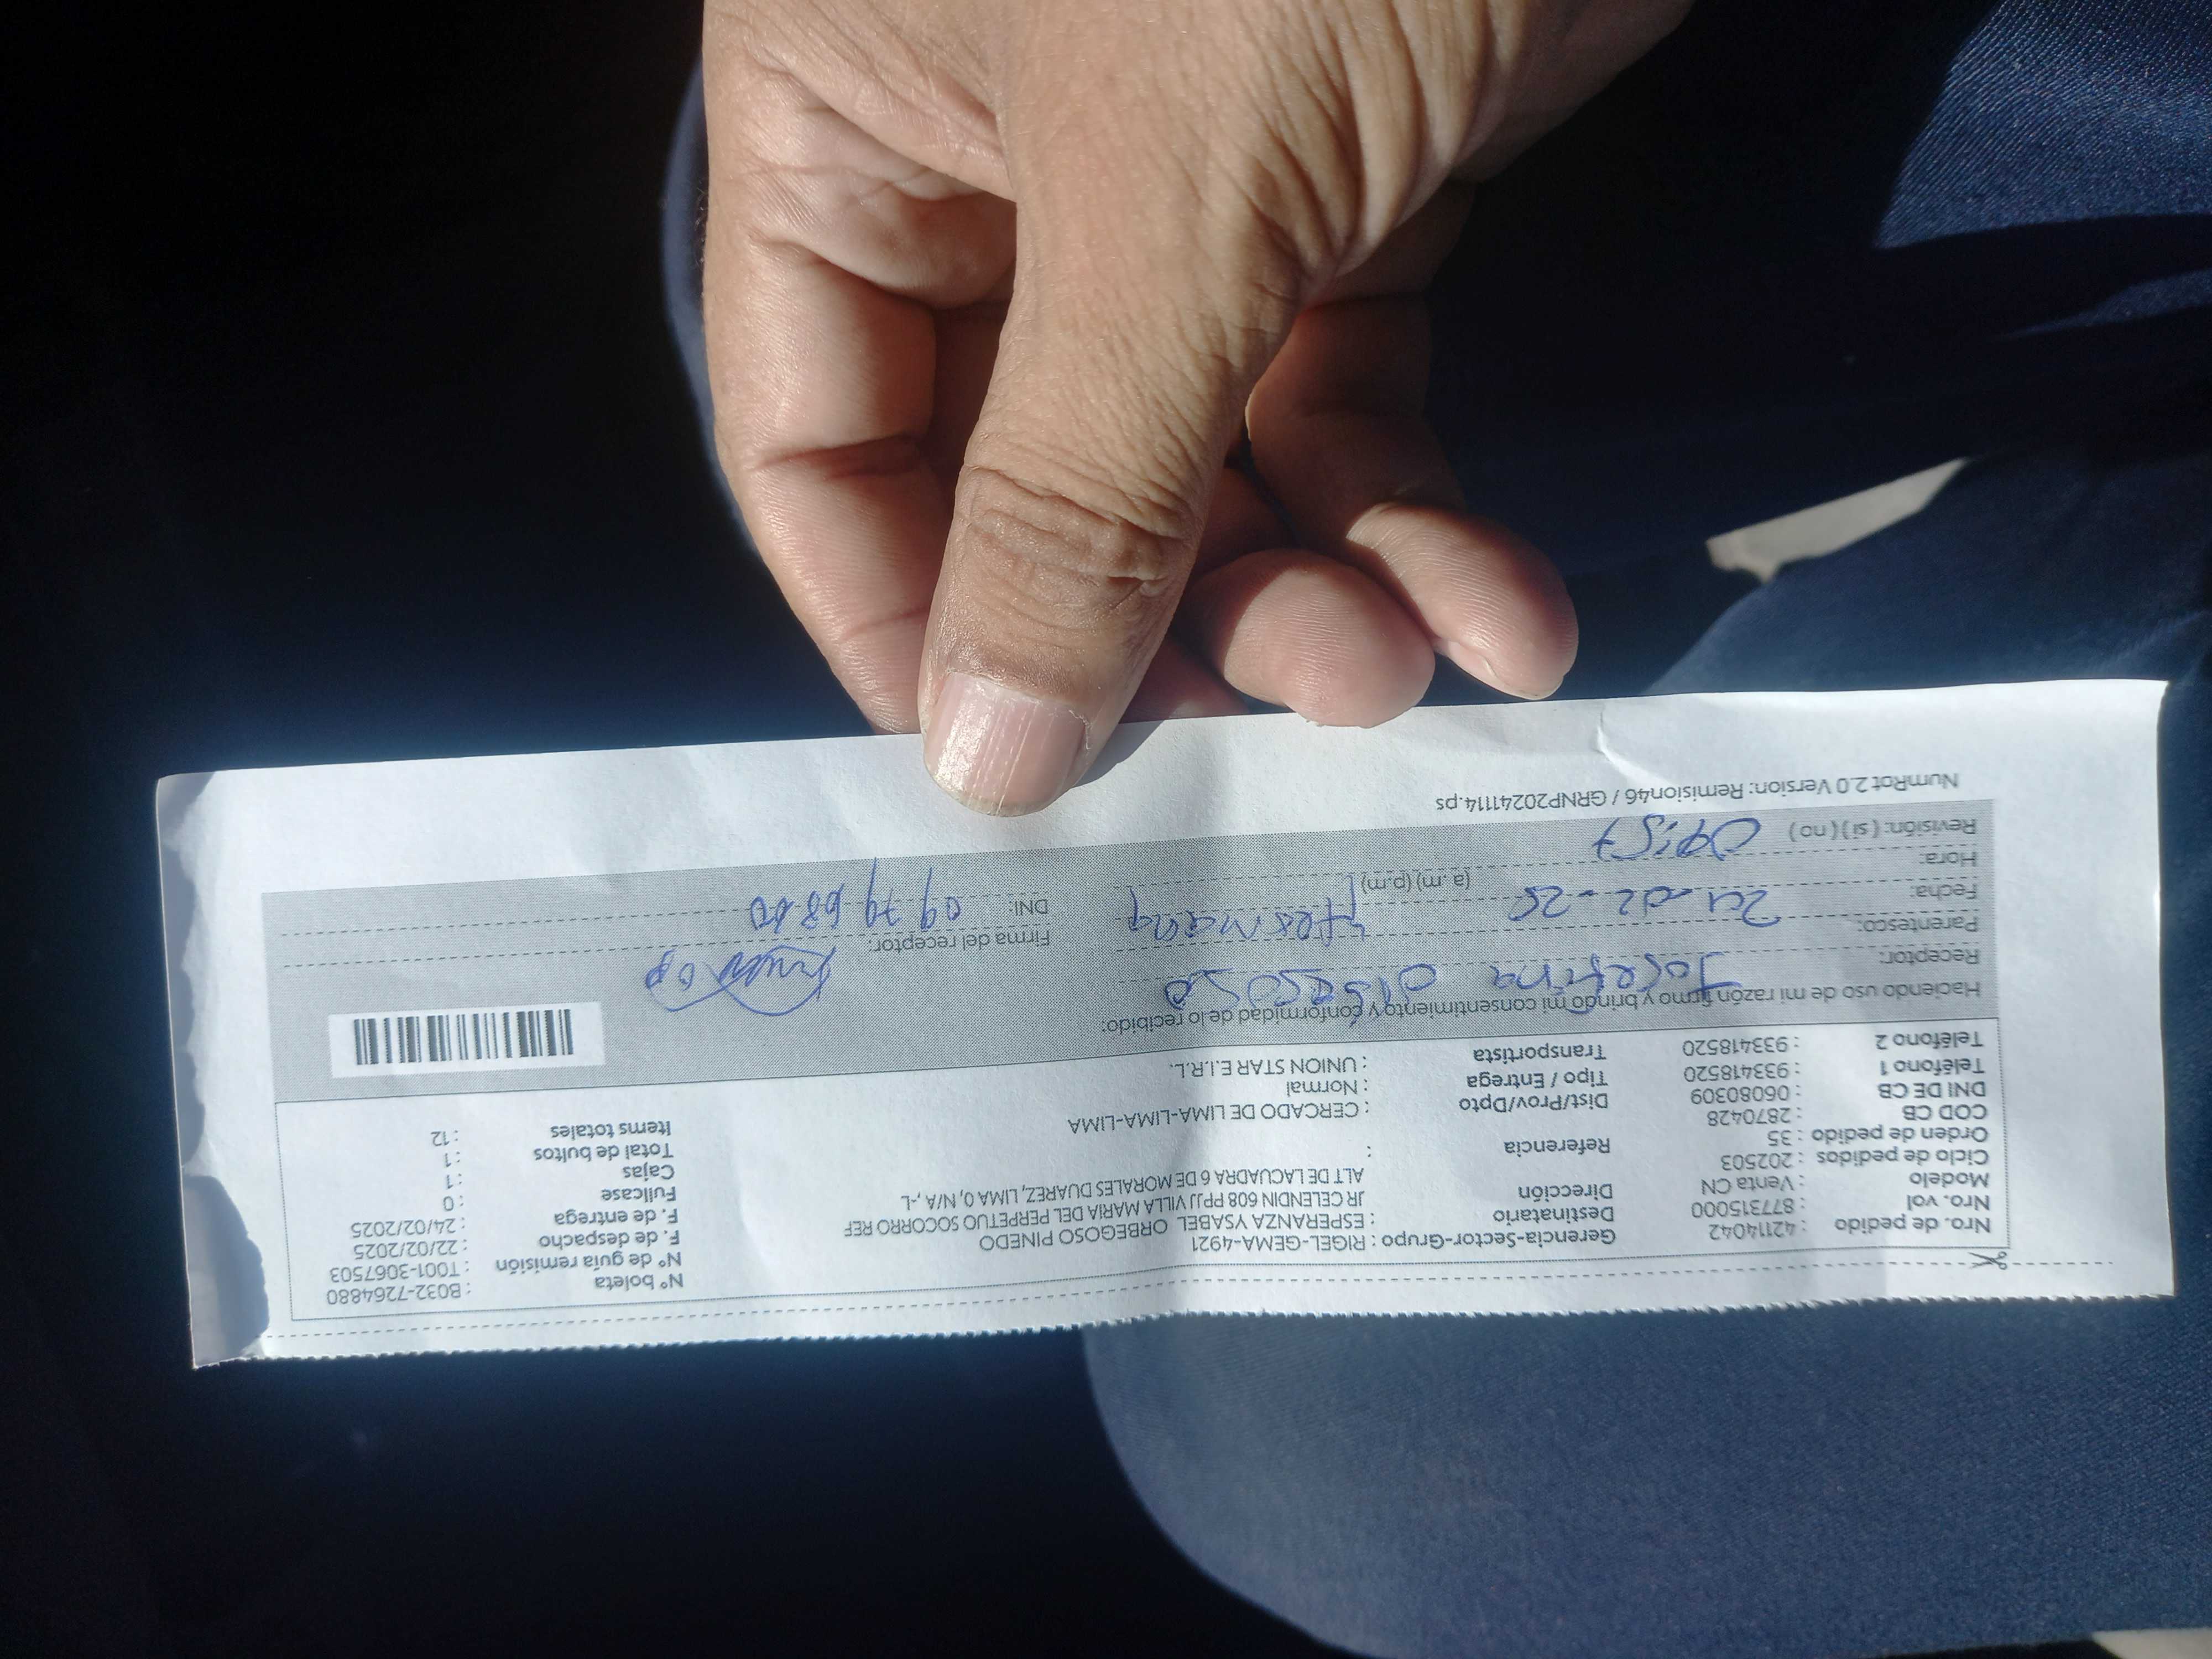 Nro. de pedido : 42114042
Nro. vol : 877315000
Modelo : Venta CN
Ciclo de pedidos : 202503
Orden de pedido : 35
COD CB : 2870428
DNI DE CB : 06080309
Teléfono 1 : 933418520
Teléfono 2 : 933418520
Gerencia-Sector-Grupo : RIGEL-GEMA-4921
Destinatario : ESPERANZA YSABEL ORBEGOSO PINEDO
Dirección : JR CELENDIN 608 PPJJ VILLA MARIA DEL PERPETUO SOCORRO REF
ALT DE LACUADRA 6 DE MORALES DUAREZ, LIMA 0, N/A ,-L
Referencia :
Dist/Prov/Dpto : CERCADO DE LIMA-LIMA-LIMA
Tipo / Entrega : Normal
Transportista : UNION STAR E.I.R.L.
N° boleta : B032-7264880
N° de guía remisión : T001-3067503
F. de despacho : 22/02/2025
F. de entrega : 24/02/2025
Fullcase : 0
Cajas : 1
Total de bultos : 1
Items totales : 12
Haciendo uso de mi razón firmo y brindo mi consentimiento y conformidad de lo recibido:
Receptor: Josefina
Parentesco:
Fecha: 24-02-25
Hora: (a.m) (p.m)
Revisión: ( si ) ( no ) 09:57
Firma del receptor:
DNI:
NumRot 2.0 Version: Remision46 / GRNP20241114.ps